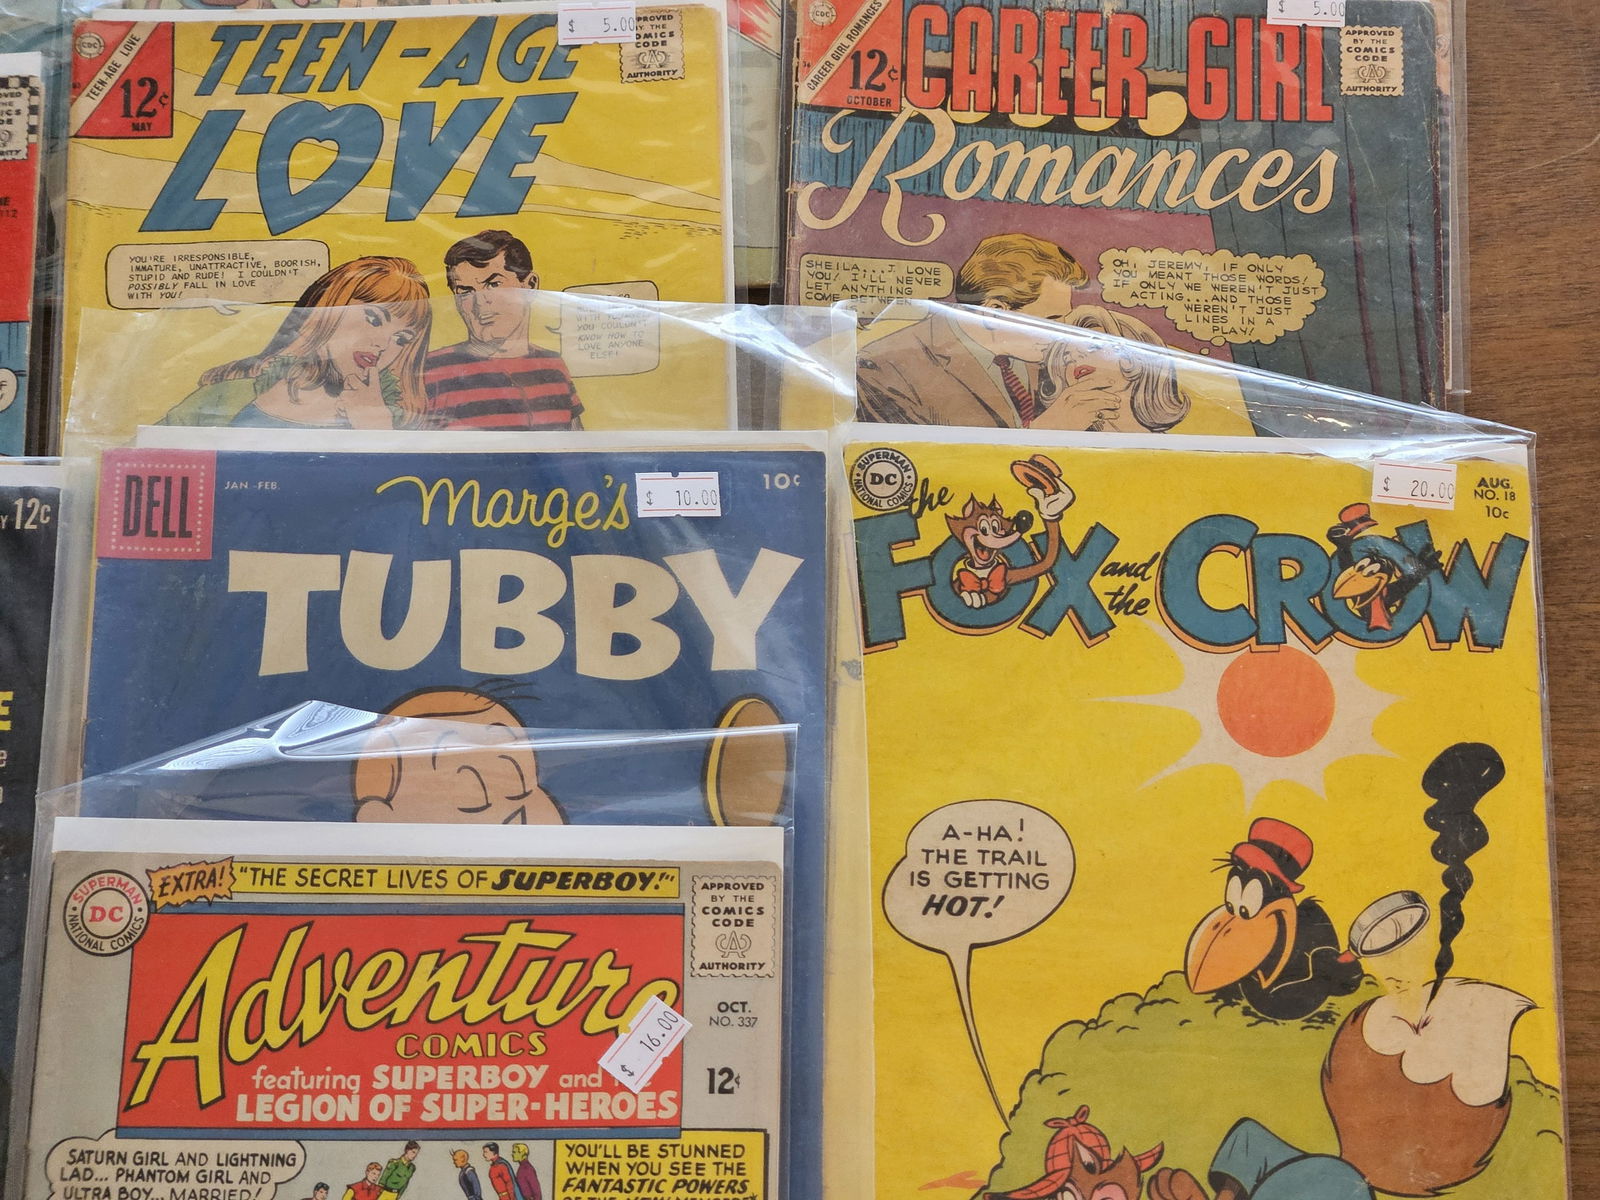 CDC
TEEN-AGE LOVE
12¢
MAY
TEEN-AGE
LOVE
$ 5.00
APPROVED
BY THE
COMICS
CODE
AUTHORITY
YOU'RE IRRESPONSIBLE,
IMMATURE, UNATTRACTIVE, BOORISH,
STUPID AND RUDE! I COULDN'T
POSSIBLY FALL IN LOVE
WITH YOU!
WITH
YOU COULDN'T
KNOW HOW TO
LOVE ANYONE
ELSE!
CDC
CAREER GIRL ROMANCES
12¢
OCTOBER
CAREER GIRL
Romances
$ 5.00
APPROVED
BY THE
COMICS
CODE
AUTHORITY
SHEILA...I LOVE
YOU! I'LL NEVER
LET ANYTHING
COME BETWEEN
OH! JEREMY, IF ONLY
YOU MEANT THOSE WORDS!
IF ONLY WE WEREN'T JUST
ACTING...AND THOSE
WEREN'T JUST
LINES IN A
PLAY!
12¢
DELL
JAN.-FEB.
Marge's
$ 10.00
10¢
TUBBY
SUPERMAN
DC
NATIONAL COMICS
the
FOX and the CROW
$ 20.00
AUG.
NO. 18
10c
A-HA!
THE TRAIL
IS GETTING
HOT!
SUPERMAN
DC
NATIONAL COMICS
EXTRA! "THE SECRET LIVES OF SUPERBOY!"
APPROVED
BY THE
COMICS
CODE
AUTHORITY
Adventure
COMICS
$ 16.00
OCT.
NO. 337
12¢
featuring SUPERBOY and
LEGION OF SUPER-HEROES
SATURN GIRL AND LIGHTNING
LAD... PHANTOM GIRL AND
ULTRA BOY... MARRIED!
YOU'LL BE STUNNED
WHEN YOU SEE THE
FANTASTIC POWERS